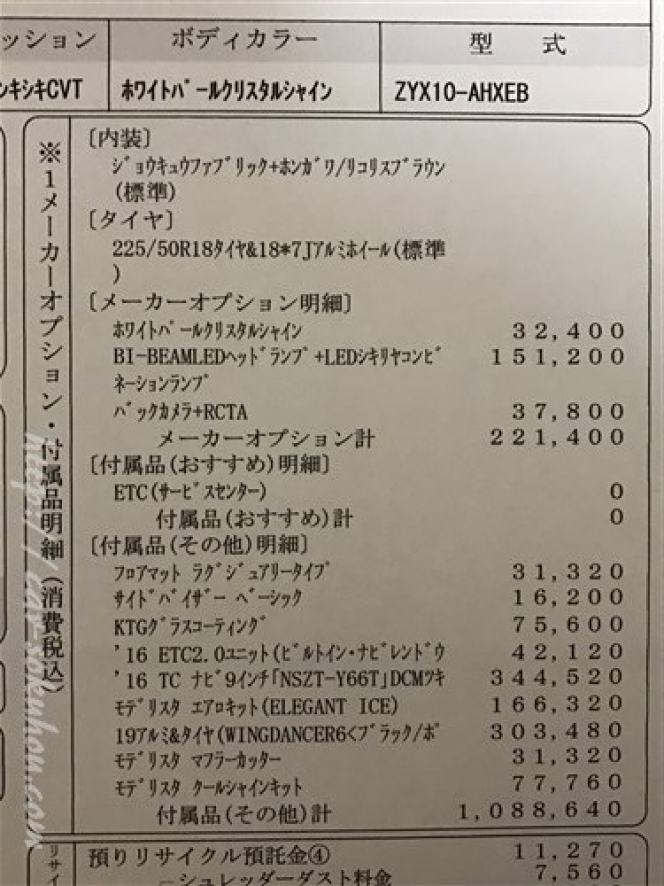 ッション ボディカラー 型 式
ンキシキCVT ホワイトパールクリスタルシャイン ZYX10-AHXEB
※1メーカーオプション・付属品明細(消費税込)
[内装]
ジョウキュウファブリック+ホンガワ/リコリスブラウン
(標準)
[タイヤ]
225/50R18タイヤ&18*7Jアルミホイール(標準
)
[メーカーオプション明細]
ホワイトパールクリスタルシャイン 32,400
BI-BEAMLEDヘッドランプ+LEDシキリヤコンビ 151,200
ネーションランプ
バックカメラ+RCTA 37,800
メーカーオプション計 221,400
[付属品(おすすめ)明細]
ETC(サービスセンター) 0
付属品(おすすめ)計 0
[付属品(その他)明細]
フロアマット ラグジュアリータイプ 31,320
サイドバイザー ベーシック 16,200
KTGグラスコーティング 75,600
'16 ETC2.0ユニット(ビルトイン・ナビレンドウ 42,120
'16 TC ナビ9インチ「NSZT-Y66T」DCMツキ 344,520
モデリスタ エアロキット(ELEGANT ICE) 166,320
19アルミ&タイヤ(WINGDANCER6<ブラック/ポ 303,480
モデリスタ マフラーカッター 31,320
モデリスタ クールシャインキット 77,760
付属品(その他)計 1,088,640
リサイ
預りリサイクル預託金④ 11,270
－シュレッダーダスト料金 7,560